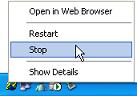 Open in Web Browser
Restart
Stop
Show Details